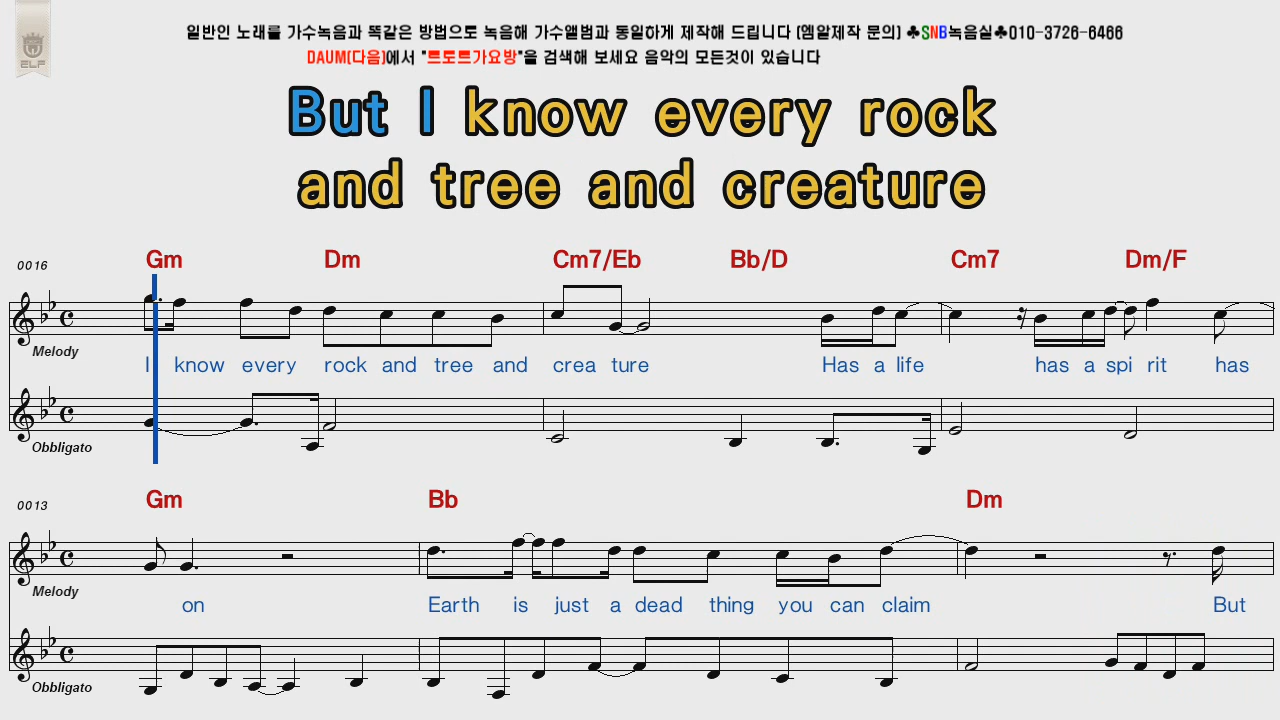 일반인 노래를 가수녹음과 똑같은 방법으로 녹음해 가수앨범과 동일하게 제작해 드립니다 [엠알제작 문의] ♣SNB녹음실♣010-3726-6466
DAUM[다음]에서 "트로트가요방"을 검색해 보세요 음악의 모든것이 있습니다
ELF
But I know every rock
and tree and creature
0016
Gm Dm Cm7/Eb Bb/D Cm7 Dm/F
Melody
I know every rock and tree and crea ture Has a life has a spi rit has
Obbligato
0013
Gm Bb Dm
Melody
on Earth is just a dead thing you can claim But
Obbligato